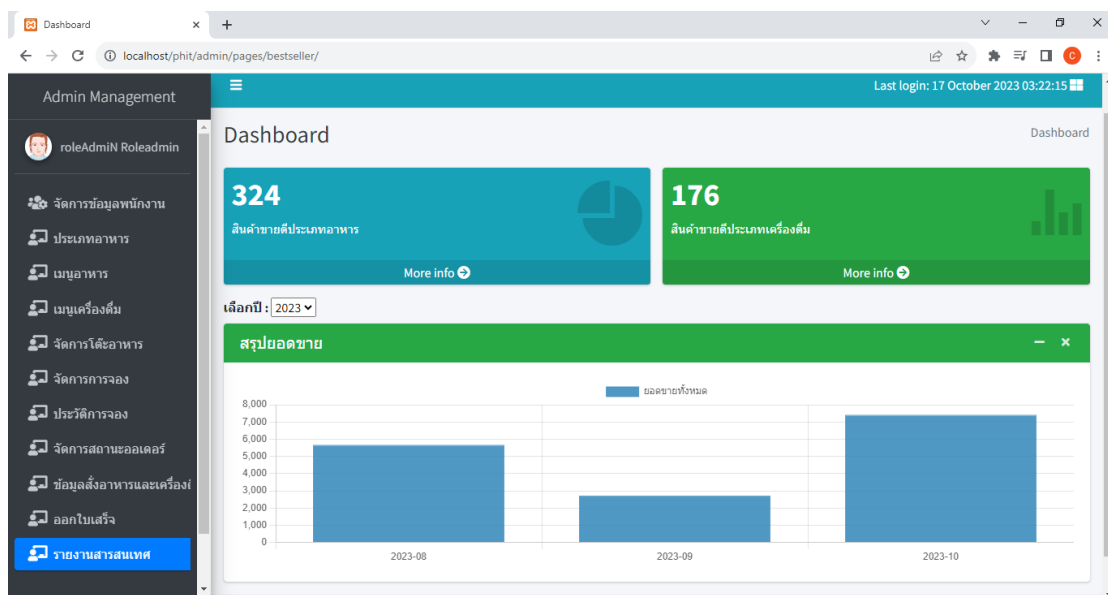 Dashboard
localhost/phit/admin/pages/bestseller/
C
Admin Management
Last login: 17 October 2023 03:22:15
roleAdmiN Roleadmin
Dashboard
Dashboard
จัดการข้อมูลพนักงาน
ประเภทอาหาร
เมนูอาหาร
เมนูเครื่องดื่ม
จัดการโต๊ะอาหาร
จัดการการจอง
ประวัติการจอง
จัดการสถานะออเดอร์
ข้อมูลสั่งอาหารและเครื่องดื่
ออกใบเสร็จ
รายงานสารสนเทศ
324
สินค้าขายดีประเภทอาหาร
More info
176
สินค้าขายดีประเภทเครื่องดื่ม
More info
เลือกปี : 2023
สรุปยอดขาย
ยอดขายทั้งหมด
8,000
7,000
6,000
5,000
4,000
3,000
2,000
1,000
0
2023-08 2023-09 2023-10